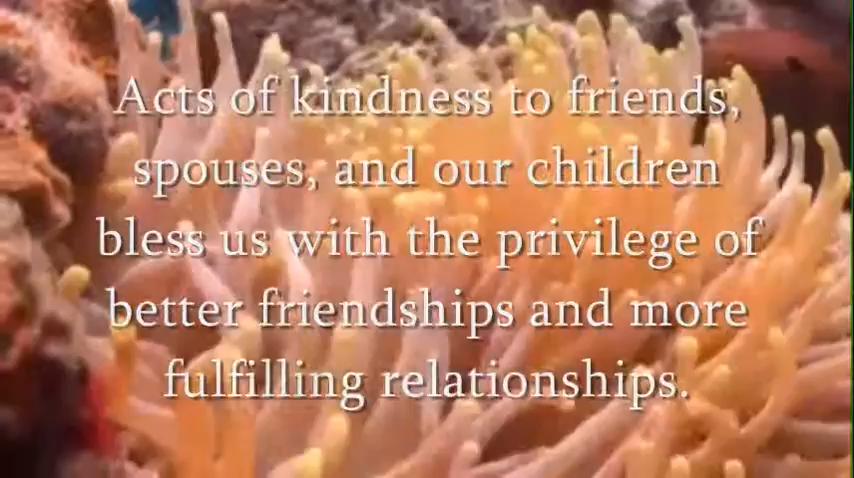 Acts of kindness to friends,
spouses, and our children
bless us with the privilege of
better friendships and more
fulfilling relationships.